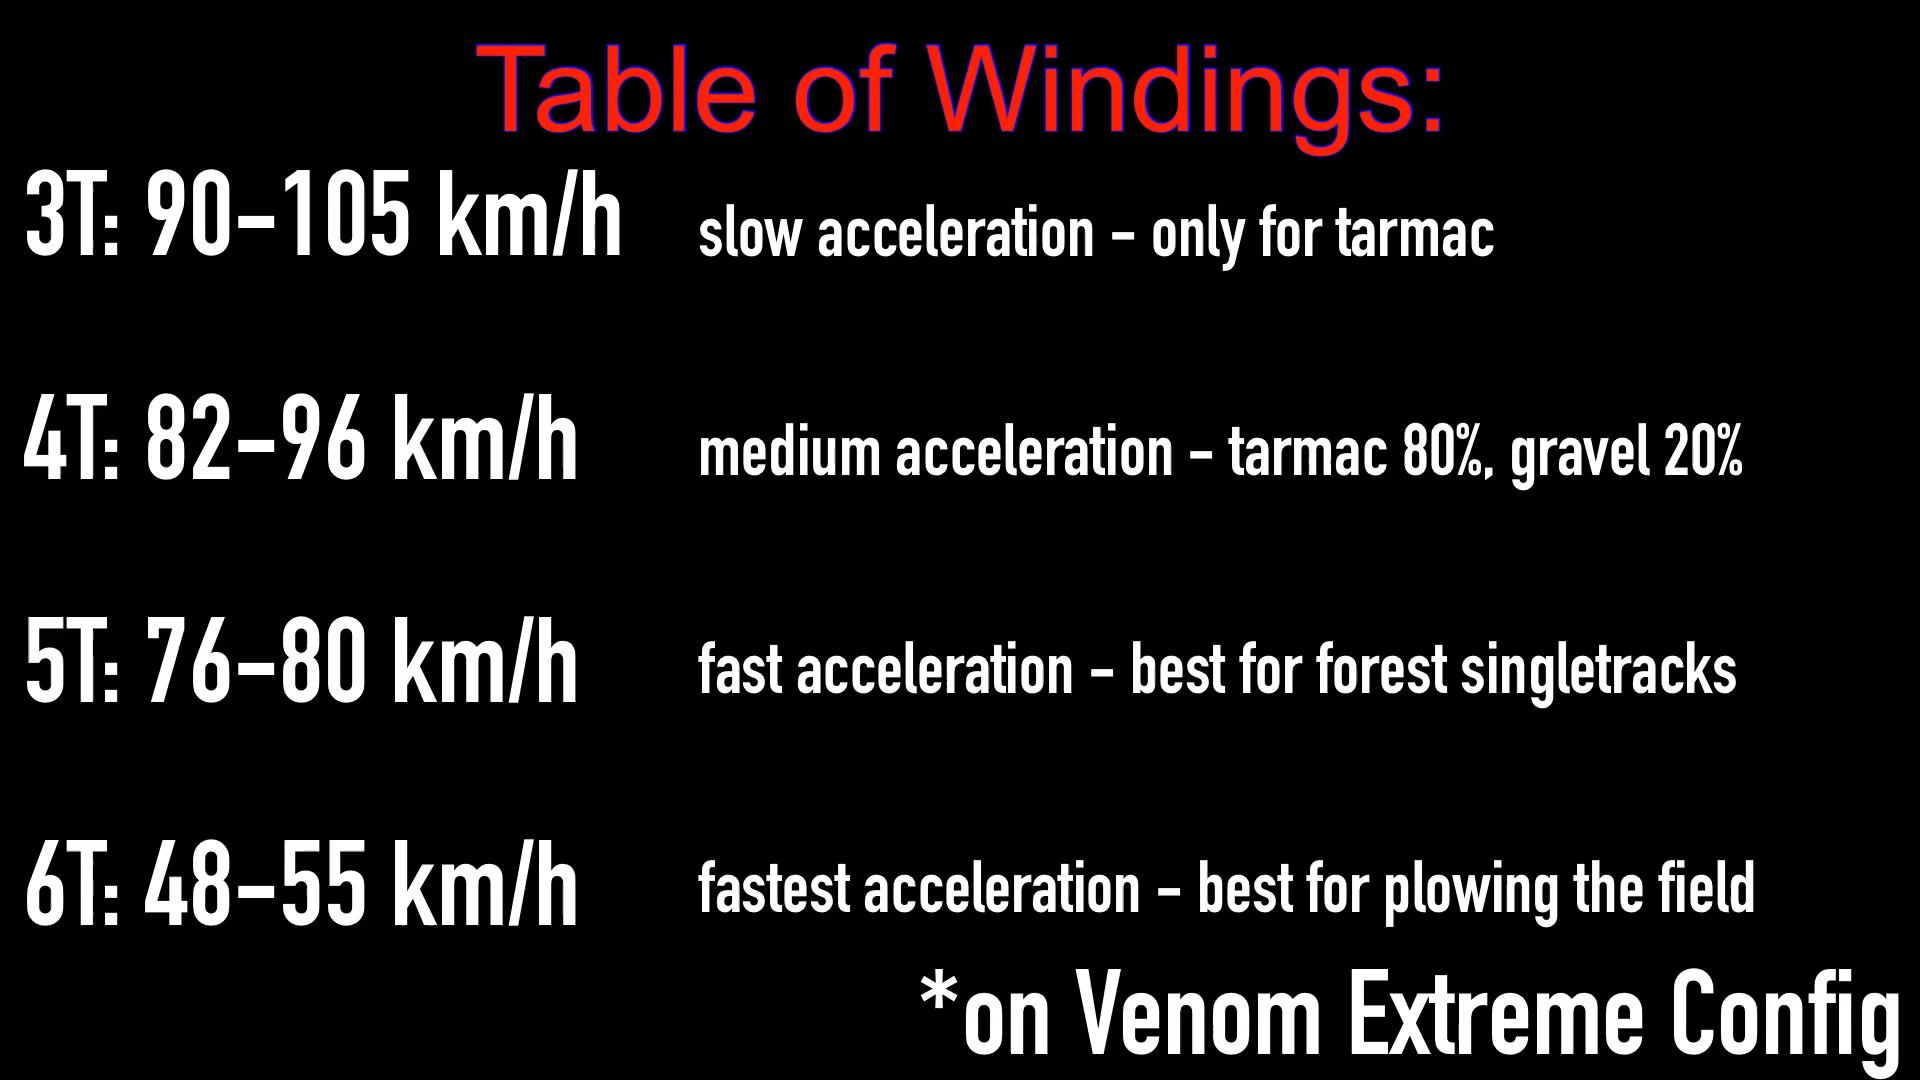 Table of Windings:
3T: 90–105 km/h slow acceleration – only for tarmac
4T: 82–96 km/h medium acceleration – tarmac 80%, gravel 20%
5T: 76–80 km/h fast acceleration – best for forest singletracks
6T: 48–55 km/h fastest acceleration – best for plowing the field
*on Venom Extreme Config